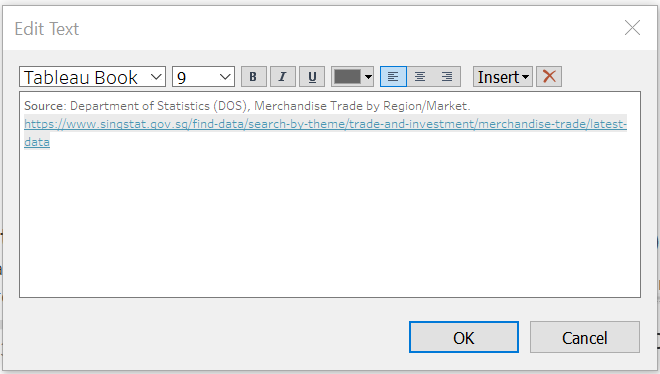 Edit Text
Tableau Book 9 B I U Insert
Source: Department of Statistics (DOS), Merchandise Trade by Region/Market.
https://www.singstat.gov.sg/find-data/search-by-theme/trade-and-investment/merchandise-trade/latest-
data
OK Cancel